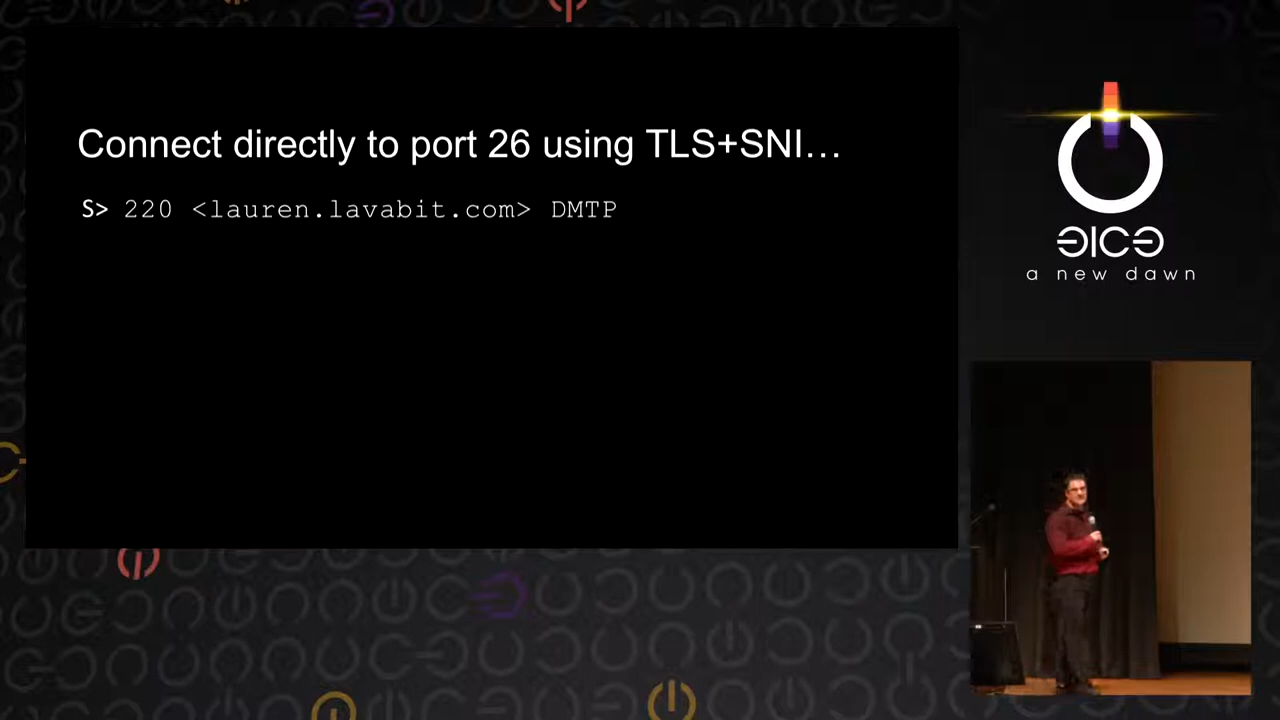 Connect directly to port 26 using TLS+SNI…
S> 220 <lauren.lavabit.com> DMTP
a new dawn